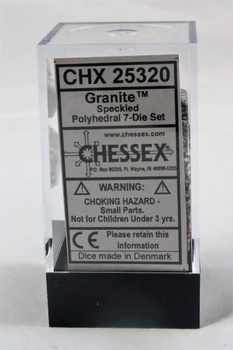 CHX 25320
Granite™
Speckled
Polyhedral 7-Die Set
www.chessex.com
CHESSEX
P.O. BOX 80255, Ft. Wayne, IN 46898-0255
WARNING:
CHOKING HAZARD -
Small Parts.
Not for Children Under 3 yrs.
CE Please retain this
information!
Dice made in Denmark